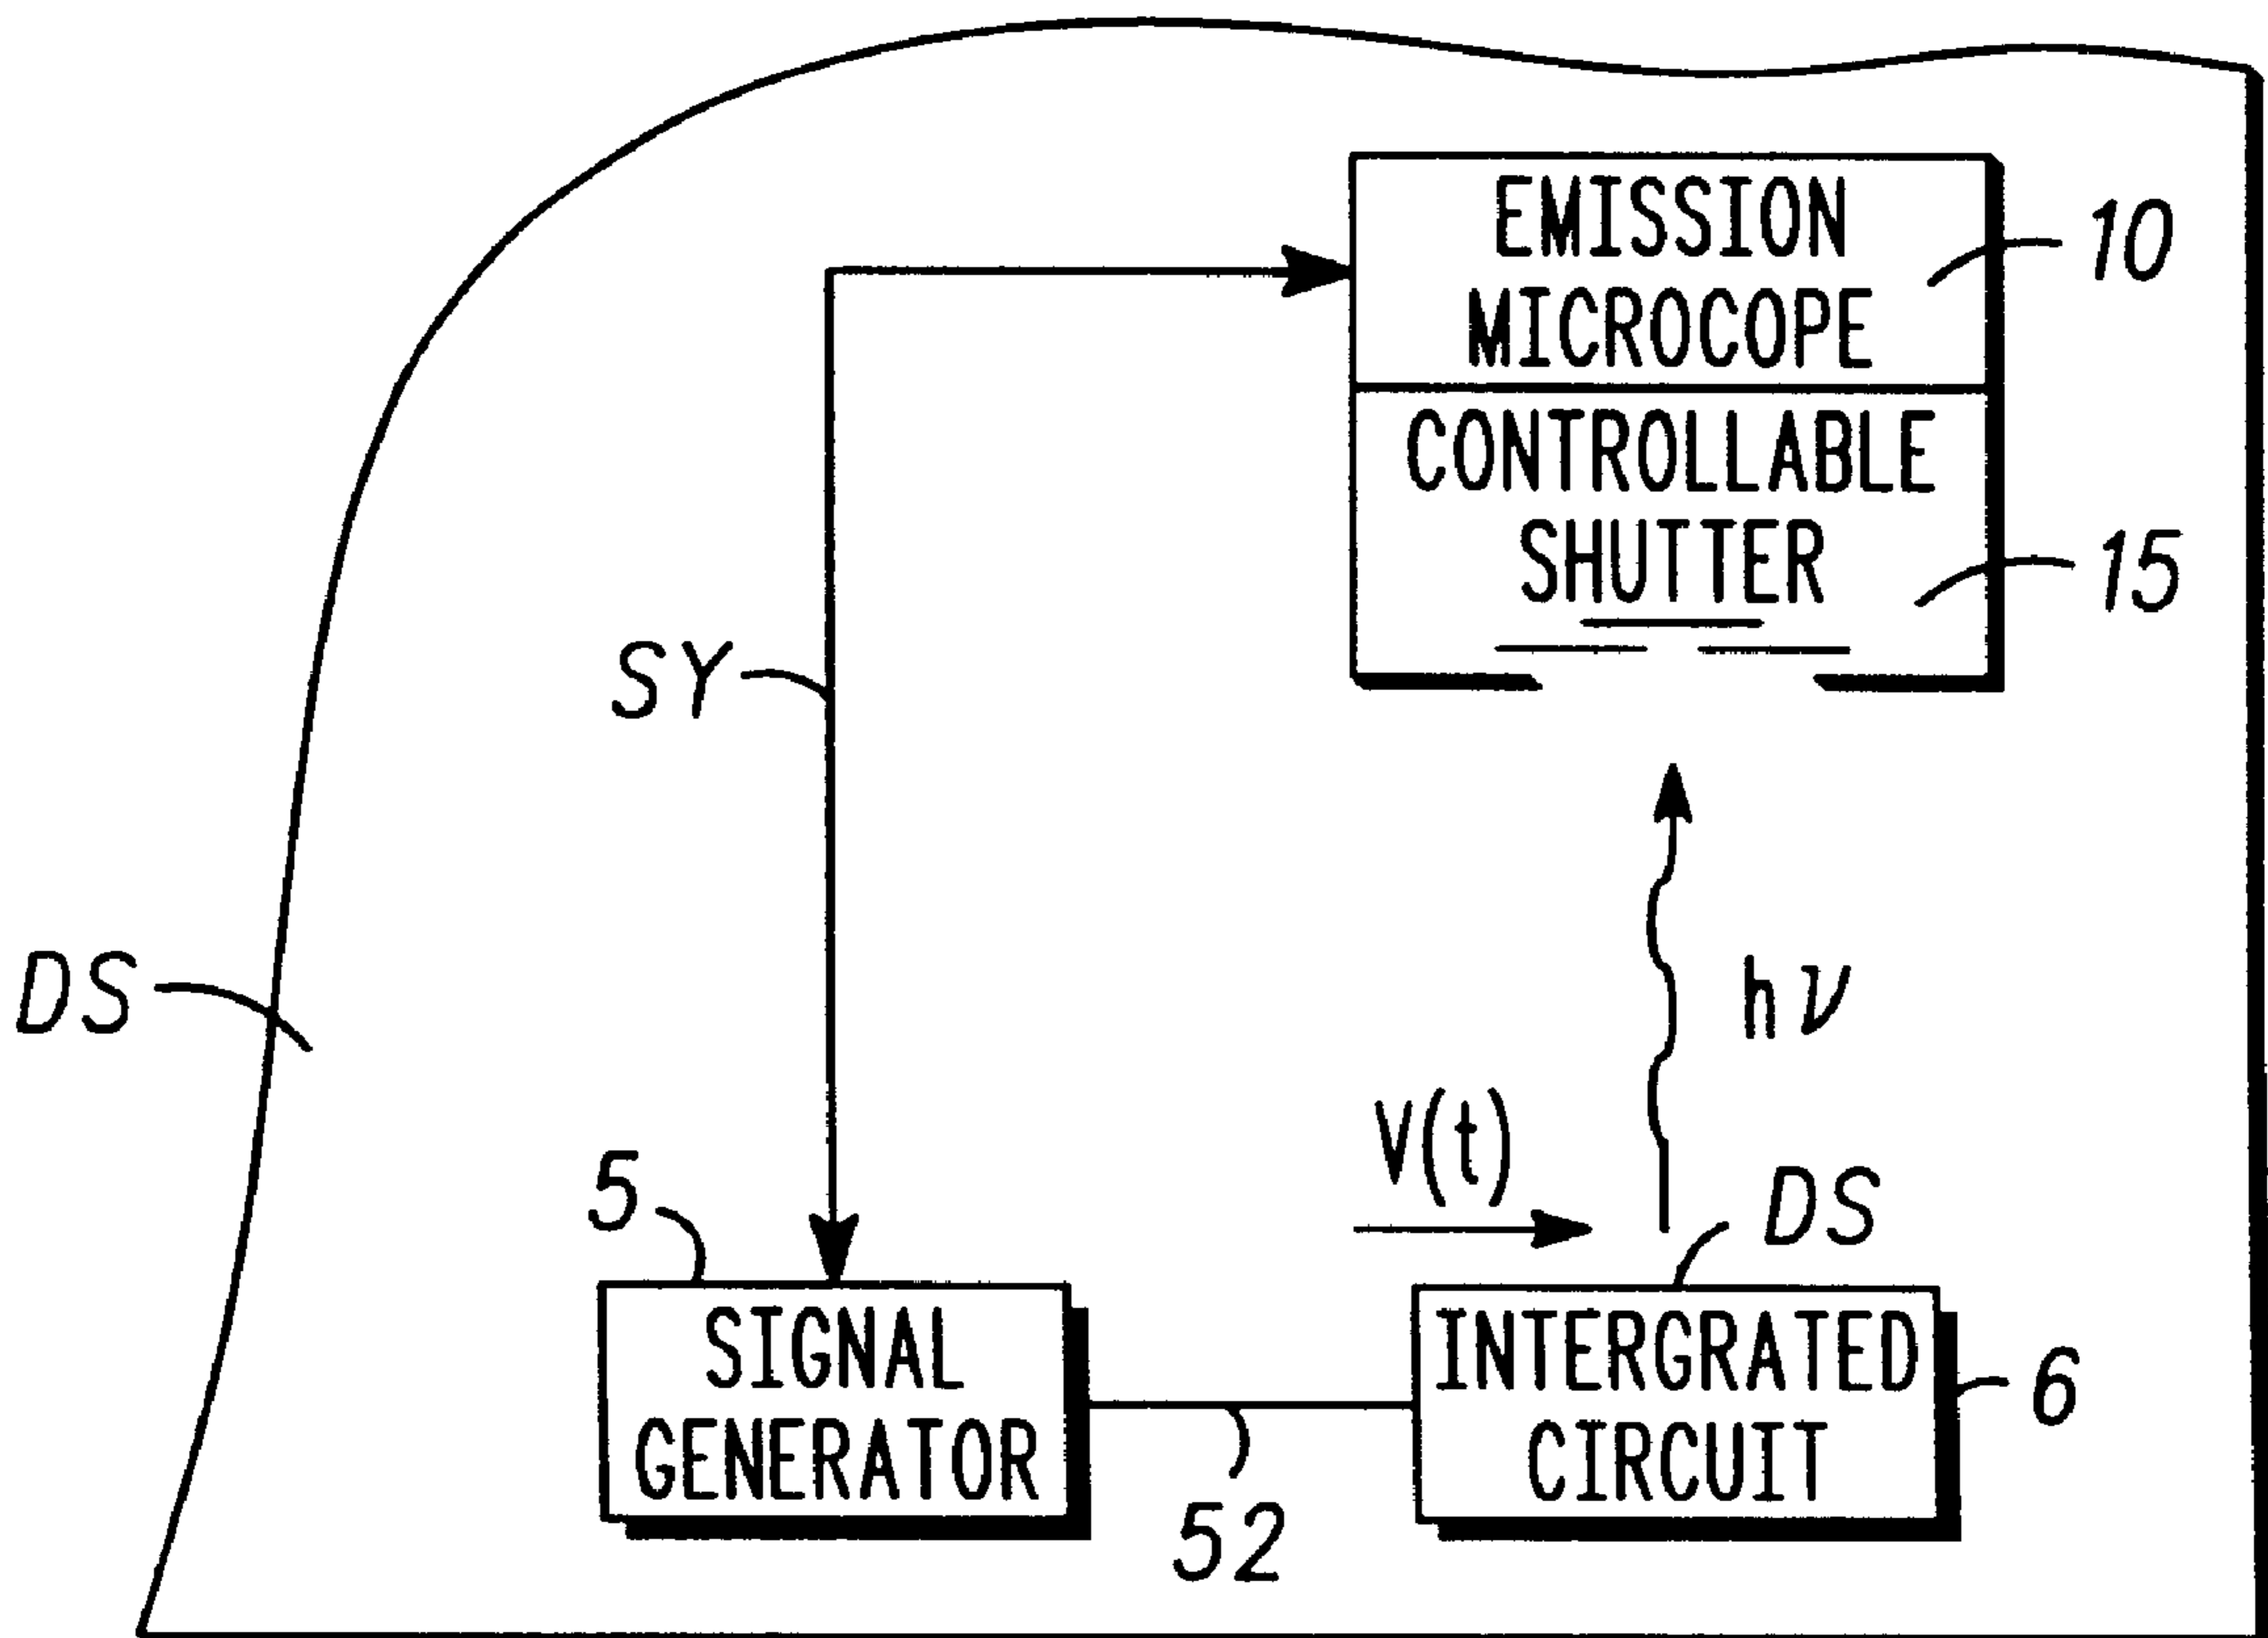 EMISSION
MICROCOPE
10
CONTROLLABLE
SHUTTER
15
SY
DS
hν
V(t)
5
DS
SIGNAL
GENERATOR
INTERGRATED
CIRCUIT
6
52